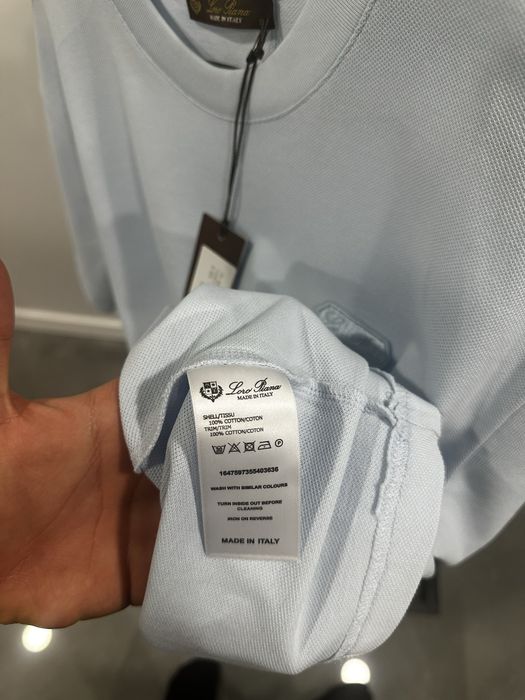 Loro Piana
MADE IN ITALY
Loro Piana
MADE IN ITALY
SHELL/TISSU
100% COTTON/COTON
TRIM/TRIM
100% COTTON/COTON
1647597355403636
WASH WITH SIMILAR COLOURS
TURN INSIDE OUT BEFORE
CLEANING
IRON ON REVERSE
MADE IN ITALY